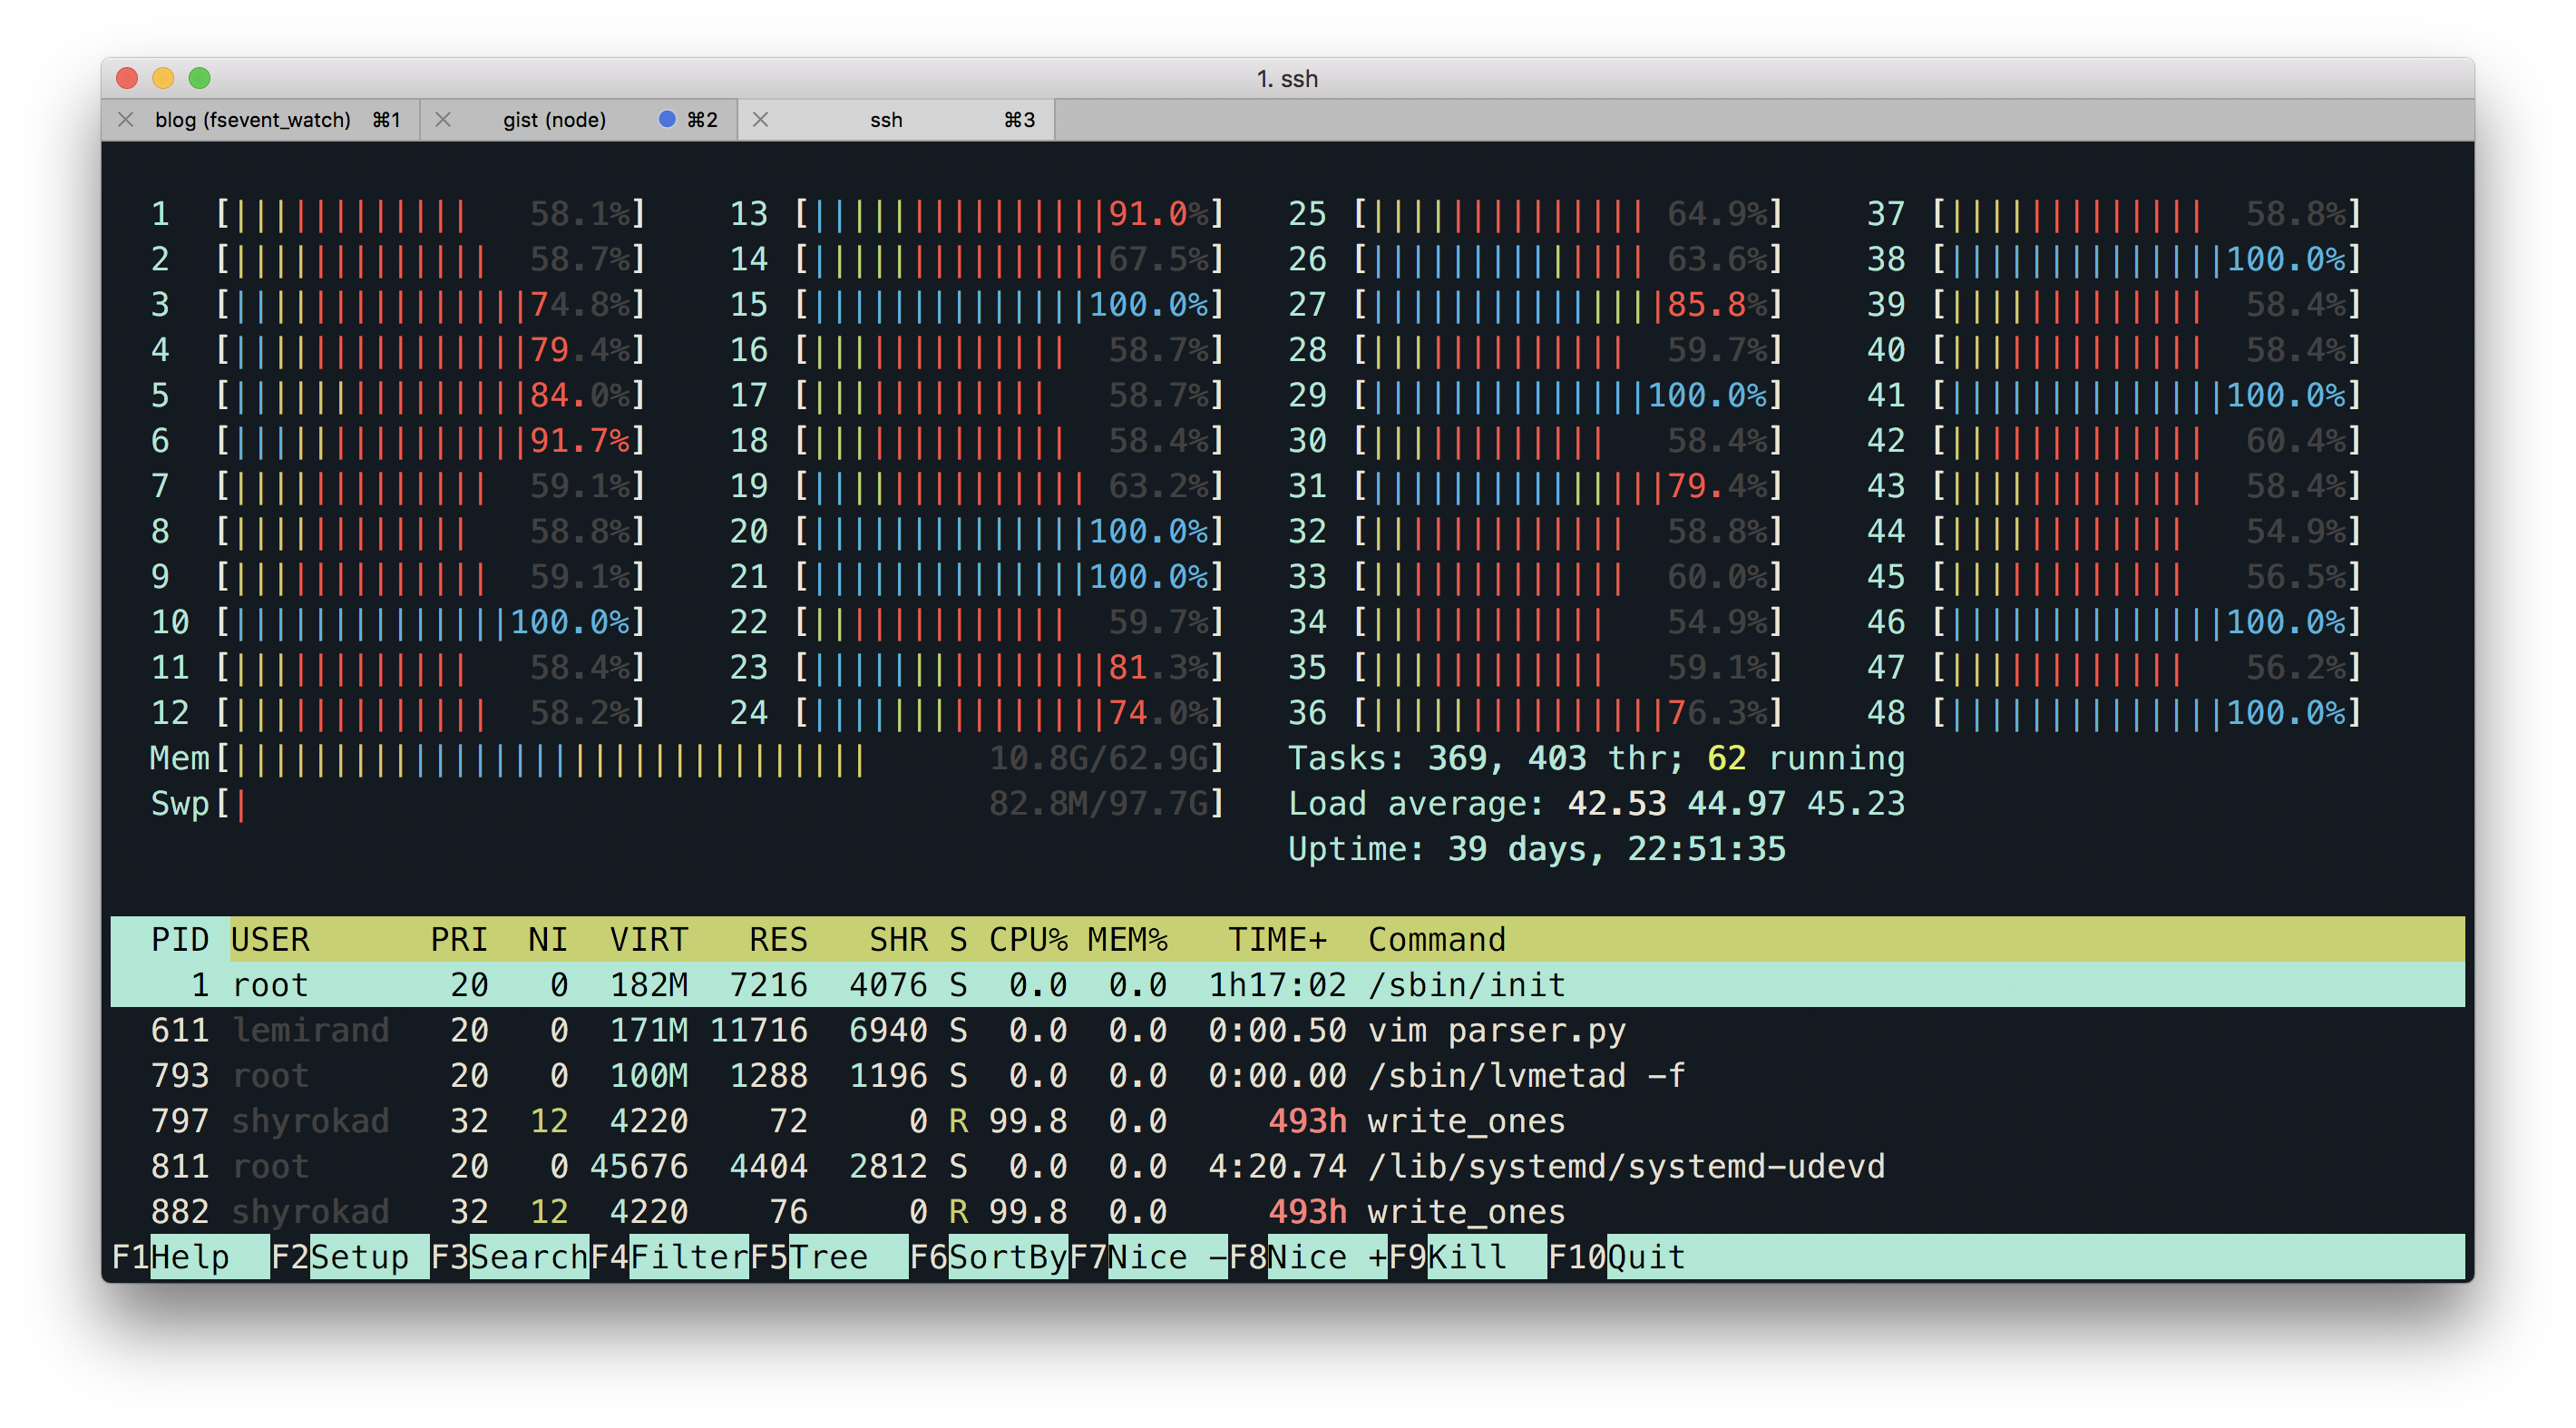 1. ssh
blog (fsevent_watch) ⌘1 gist (node) ⌘2 ssh ⌘3
1 [|||||||||||| 58.1%] 13 [|||||||||||||||91.0%] 25 [|||||||||||||| 64.9%] 37 [||||||||||||| 58.8%]
2 [||||||||||||| 58.7%] 14 [|||||||||||||||67.5%] 26 [|||||||||||||| 63.6%] 38 [||||||||||||||100.0%]
3 [|||||||||||||||74.8%] 15 [||||||||||||||100.0%] 27 [|||||||||||||||85.8%] 39 [||||||||||||| 58.4%]
4 [|||||||||||||||79.4%] 16 [||||||||||||| 58.7%] 28 [||||||||||||| 59.7%] 40 [||||||||||||| 58.4%]
5 [|||||||||||||||84.0%] 17 [|||||||||||| 58.7%] 29 [||||||||||||||100.0%] 41 [||||||||||||||100.0%]
6 [|||||||||||||||91.7%] 18 [||||||||||||| 58.4%] 30 [|||||||||||| 58.4%] 42 [||||||||||||| 60.4%]
7 [||||||||||||| 59.1%] 19 [|||||||||||||| 63.2%] 31 [|||||||||||||||79.4%] 43 [||||||||||||| 58.4%]
8 [|||||||||||| 58.8%] 20 [||||||||||||||100.0%] 32 [||||||||||||| 58.8%] 44 [|||||||||||| 54.9%]
9 [||||||||||||| 59.1%] 21 [||||||||||||||100.0%] 33 [||||||||||||| 60.0%] 45 [|||||||||||| 56.5%]
10 [||||||||||||||100.0%] 22 [||||||||||||| 59.7%] 34 [|||||||||||| 54.9%] 46 [||||||||||||||100.0%]
11 [|||||||||||| 58.4%] 23 [|||||||||||||||81.3%] 35 [|||||||||||| 59.1%] 47 [|||||||||||| 56.2%]
12 [||||||||||||| 58.2%] 24 [|||||||||||||||74.0%] 36 [|||||||||||||||76.3%] 48 [||||||||||||||100.0%]
Mem[|||||||||||||||||||||||||||||||| 10.8G/62.9G] Tasks: 369, 403 thr; 62 running
Swp[| 82.8M/97.7G] Load average: 42.53 44.97 45.23
Uptime: 39 days, 22:51:35
PID USER PRI NI VIRT RES SHR S CPU% MEM% TIME+ Command
1 root 20 0 182M 7216 4076 S 0.0 0.0 1h17:02 /sbin/init
611 lemirand 20 0 171M 11716 6940 S 0.0 0.0 0:00.50 vim parser.py
793 root 20 0 100M 1288 1196 S 0.0 0.0 0:00.00 /sbin/lvmetad -f
797 shyrokad 32 12 4220 72 0 R 99.8 0.0 493h write_ones
811 root 20 0 45676 4404 2812 S 0.0 0.0 4:20.74 /lib/systemd/systemd-udevd
882 shyrokad 32 12 4220 76 0 R 99.8 0.0 493h write_ones
F1Help F2Setup F3SearchF4FilterF5Tree F6SortByF7Nice -F8Nice +F9Kill F10Quit